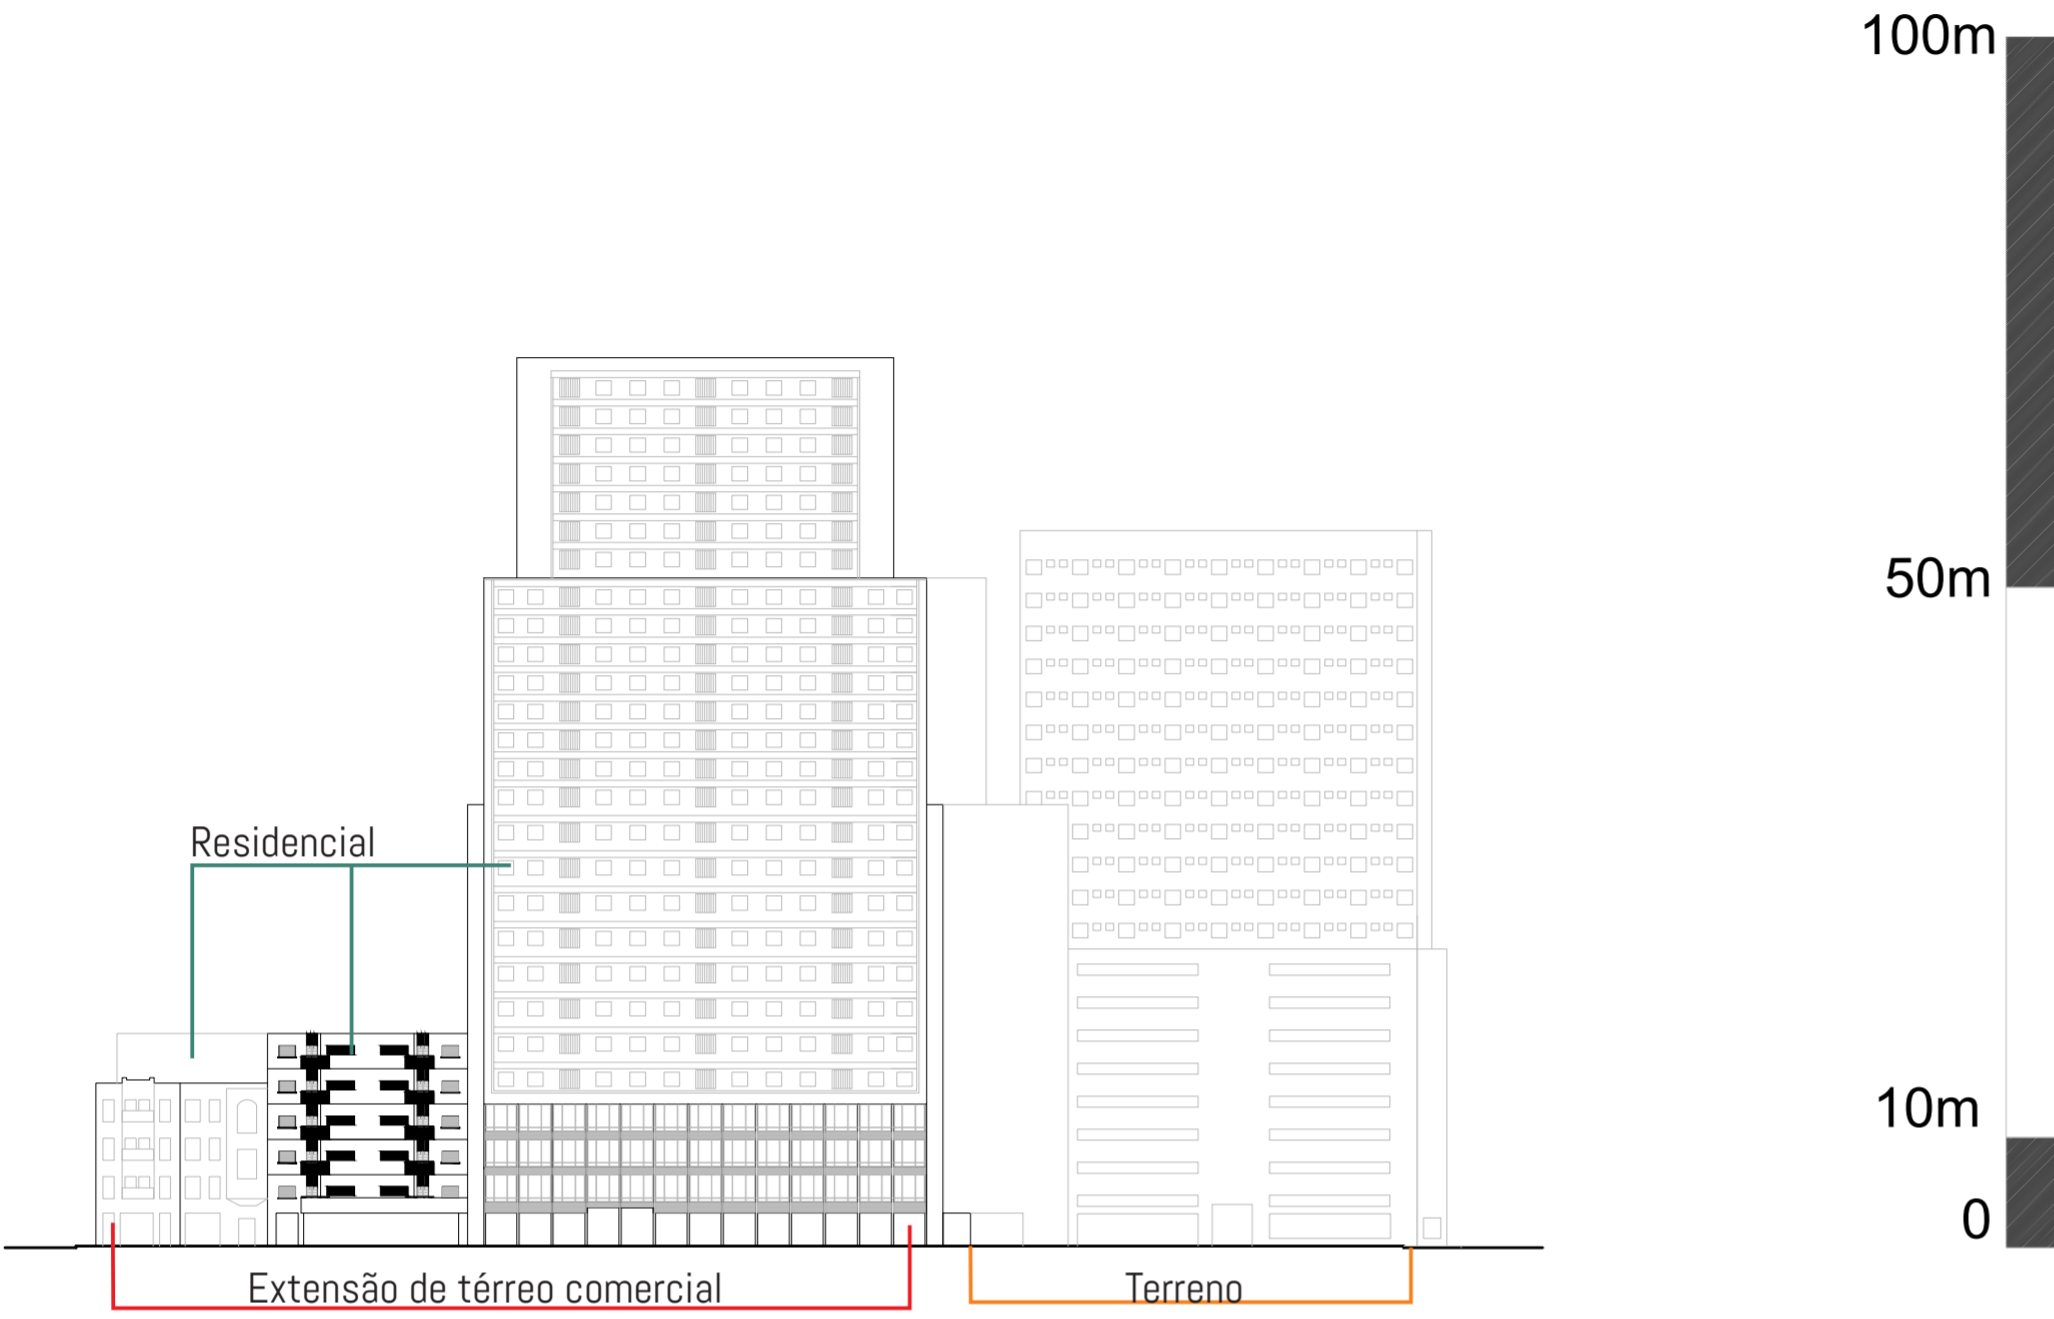 100m
50m
Residencial
10m
0
Extensão de térreo comercial
Terreno